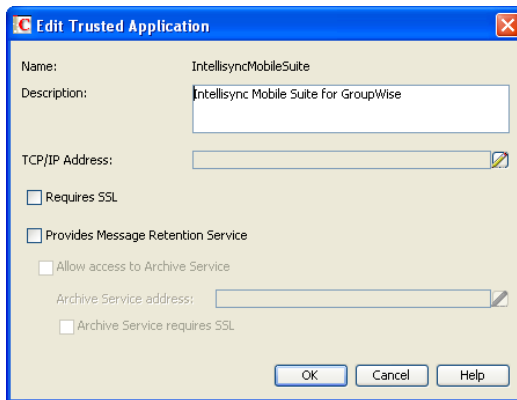 Edit Trusted Application
Name: IntellisyncMobileSuite
Description: Intellisync Mobile Suite for GroupWise
TCP/IP Address:
Requires SSL
Provides Message Retention Service
Allow access to Archive Service
Archive Service address:
Archive Service requires SSL
OK Cancel Help